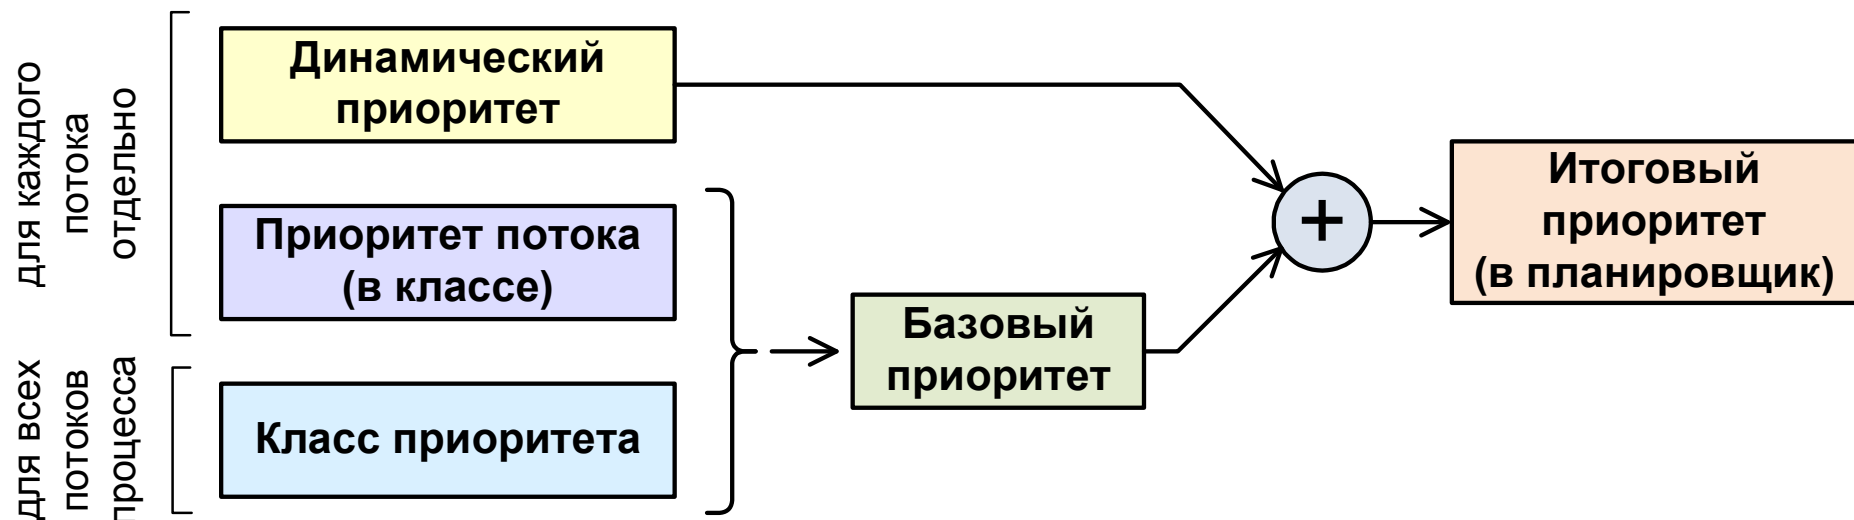 для каждого
потока
отдельно
Динамический
приоритет
Приоритет потока
(в классе)
для всех
потоков
процесса
Класс приоритета
Базовый
приоритет
+
Итоговый
приоритет
(в планировщик)